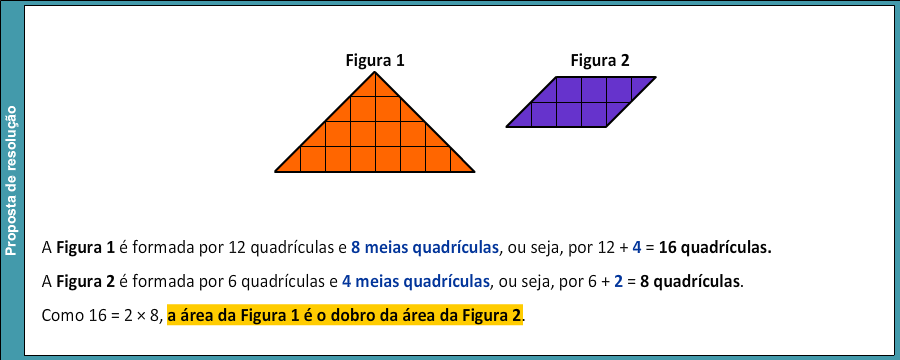 Proposta de resolução
Figura 1
Figura 2
A Figura 1 é formada por 12 quadrículas e 8 meias quadrículas, ou seja, por 12 + 4 = 16 quadrículas.
A Figura 2 é formada por 6 quadrículas e 4 meias quadrículas, ou seja, por 6 + 2 = 8 quadrículas.
Como 16 = 2 × 8, a área da Figura 1 é o dobro da área da Figura 2.